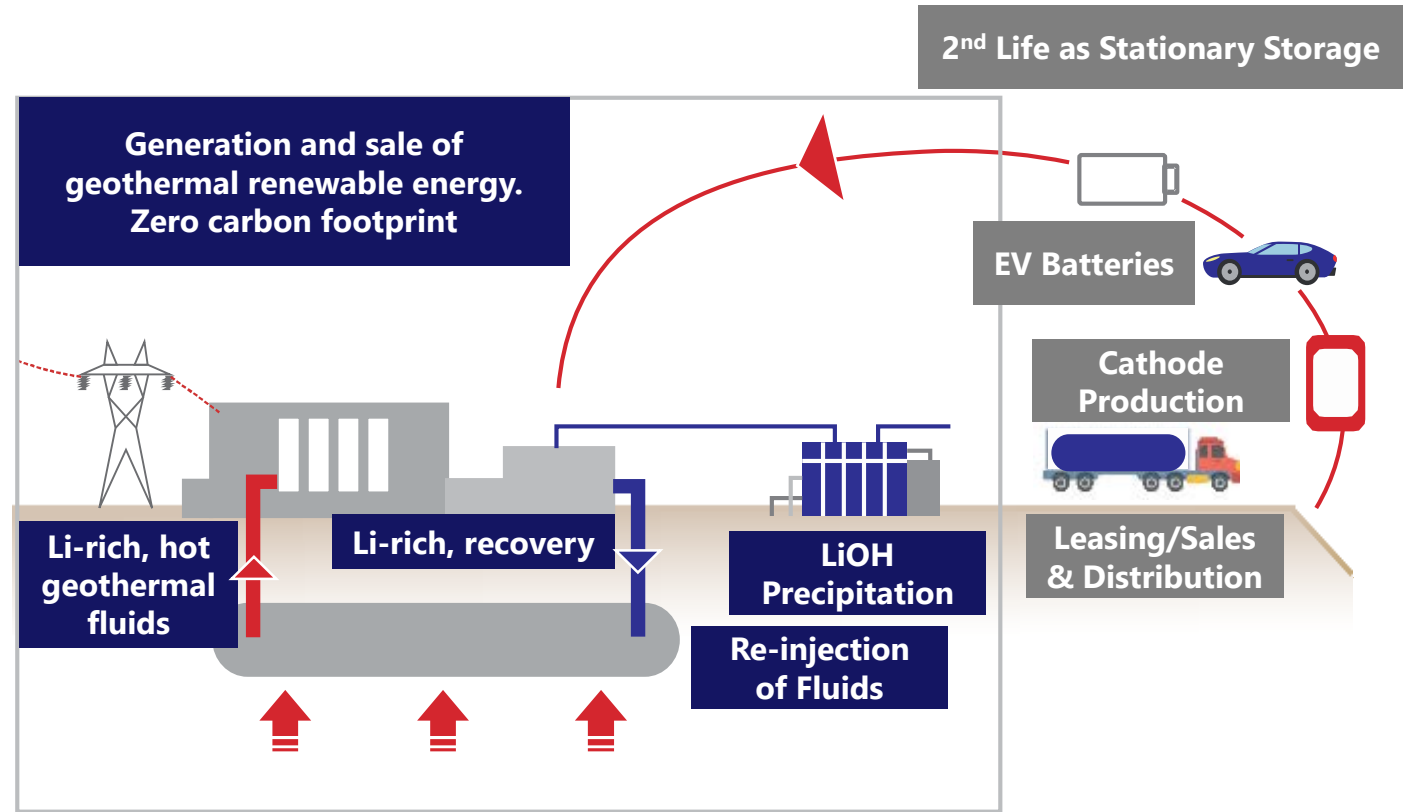 2nd Life as Stationary Storage
Generation and sale of
geothermal renewable energy.
Zero carbon footprint
EV Batteries
Cathode
Production
Li-rich, hot
geothermal
fluids
Li-rich, recovery
LiOH
Precipitation
Leasing/Sales
& Distribution
Re-injection
of Fluids